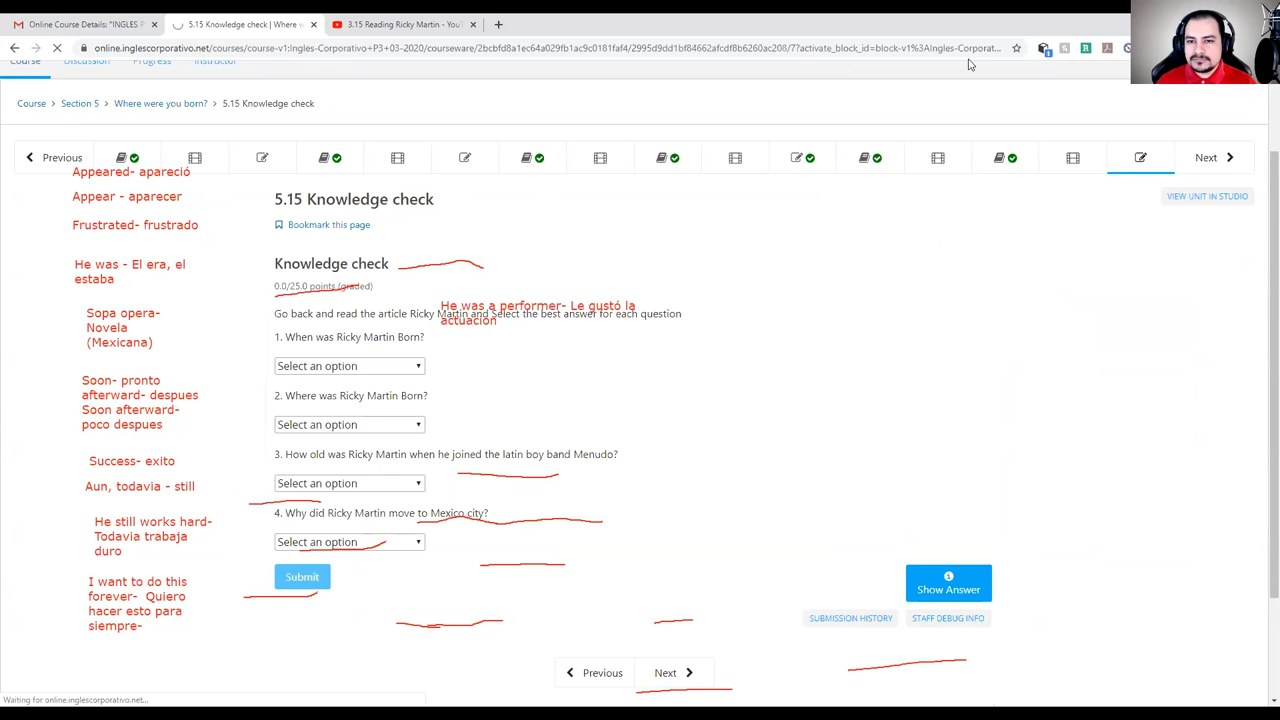 Online Course Details: "INGLES P
5.15 Knowledge check | Where w
3.15 Reading Ricky Martin - YouT
online.inglescorporativo.net/courses/course-v1:Ingles-Corporativo+P3+03-2020/courseware/2bcbfd8a1ec64a029fb1ac9c0181faf4/2995d9dd1bf84662afcdf8b6260ac208/7?activate_block_id=block-v1%3AIngles-Corporat...
Course Discussion Progress Instructor
Course > Section 5 > Where were you born? > 5.15 Knowledge check
Previous
Next
Appeared- apareció
Appear - aparecer
Frustrated- frustrado
He was - El era, el
estaba
Sopa opera-
Novela
(Mexicana)
Soon- pronto
afterward- despues
Soon afterward-
poco despues
Success- exito
Aun, todavia - still
He still works hard-
Todavia trabaja
duro
I want to do this
forever- Quiero
hacer esto para
siempre-
5.15 Knowledge check
VIEW UNIT IN STUDIO
Bookmark this page
Knowledge check
0.0/25.0 points (graded)
He was a performer- Le gustó la
actuación
Go back and read the article Ricky Martin and Select the best answer for each question
1. When was Ricky Martin Born?
Select an option
2. Where was Ricky Martin Born?
Select an option
3. How old was Ricky Martin when he joined the latin boy band Menudo?
Select an option
4. Why did Ricky Martin move to Mexico city?
Select an option
Submit
Show Answer
SUBMISSION HISTORY STAFF DEBUG INFO
Previous Next
Waiting for online.inglescorporativo.net...